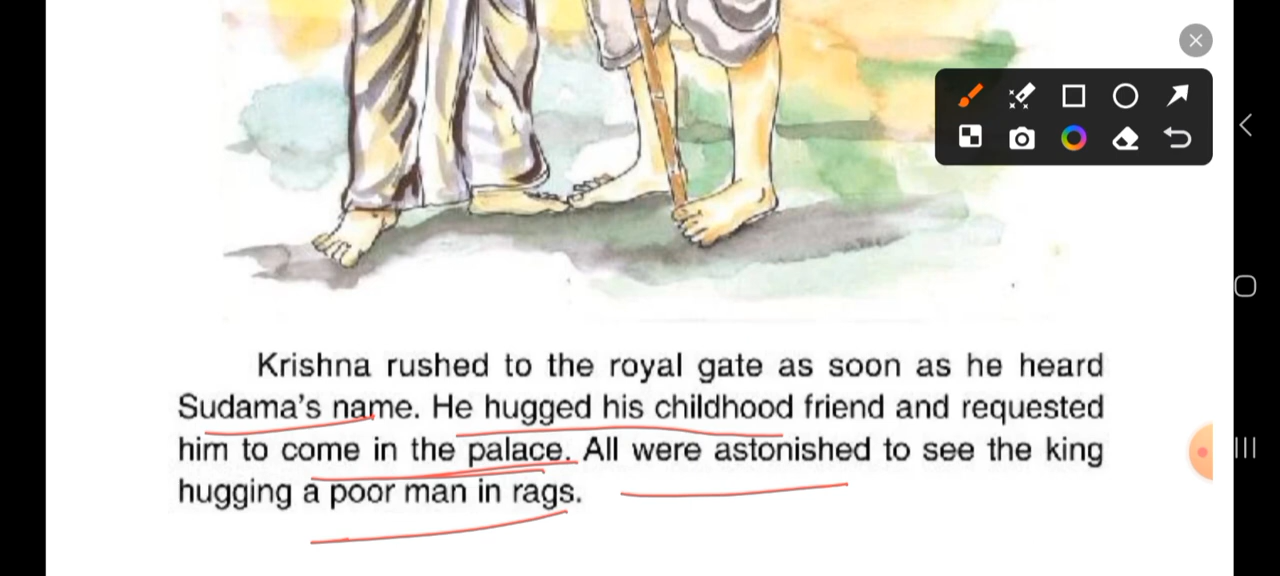 Krishna rushed to the royal gate as soon as he heard
Sudama's name. He hugged his childhood friend and requested
him to come in the palace. All were astonished to see the king
hugging a poor man in rags.